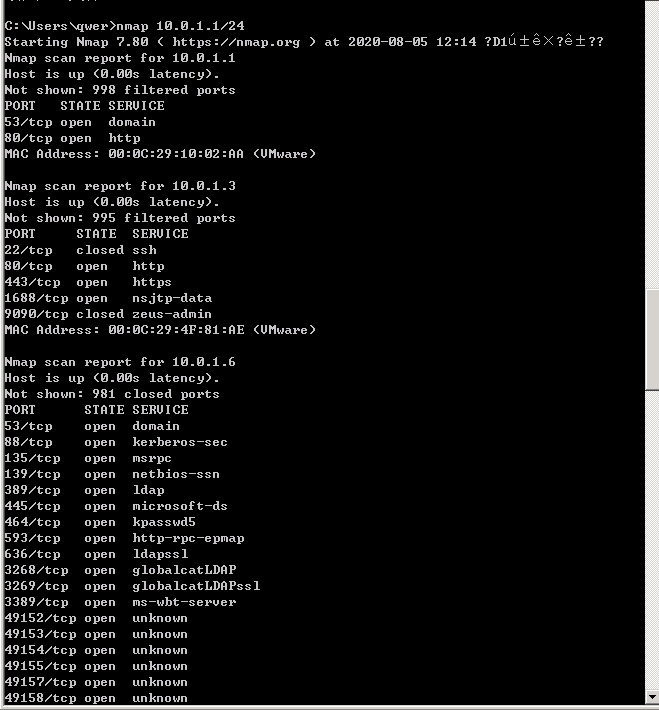 C:\Users\qwer>nmap 10.0.1.1/24
Starting Nmap 7.80 ( https://nmap.org ) at 2020-08-05 12:14 ?D1ú±ê×?ê±??
Nmap scan report for 10.0.1.1
Host is up (0.00s latency).
Not shown: 998 filtered ports
PORT   STATE SERVICE
53/tcp open  domain
80/tcp open  http
MAC Address: 00:0C:29:10:02:AA (VMware)
Nmap scan report for 10.0.1.3
Host is up (0.00s latency).
Not shown: 995 filtered ports
PORT     STATE  SERVICE
22/tcp   closed ssh
80/tcp   open   http
443/tcp  open   https
1688/tcp open   nsjtp-data
9090/tcp closed zeus-admin
MAC Address: 00:0C:29:4F:81:AE (VMware)
Nmap scan report for 10.0.1.6
Host is up (0.00s latency).
Not shown: 981 closed ports
PORT      STATE SERVICE
53/tcp    open  domain
88/tcp    open  kerberos-sec
135/tcp   open  msrpc
139/tcp   open  netbios-ssn
389/tcp   open  ldap
445/tcp   open  microsoft-ds
464/tcp   open  kpasswd5
593/tcp   open  http-rpc-epmap
636/tcp   open  ldapssl
3268/tcp  open  globalcatLDAP
3269/tcp  open  globalcatLDAPssl
3389/tcp  open  ms-wbt-server
49152/tcp open  unknown
49153/tcp open  unknown
49154/tcp open  unknown
49155/tcp open  unknown
49157/tcp open  unknown
49158/tcp open  unknown